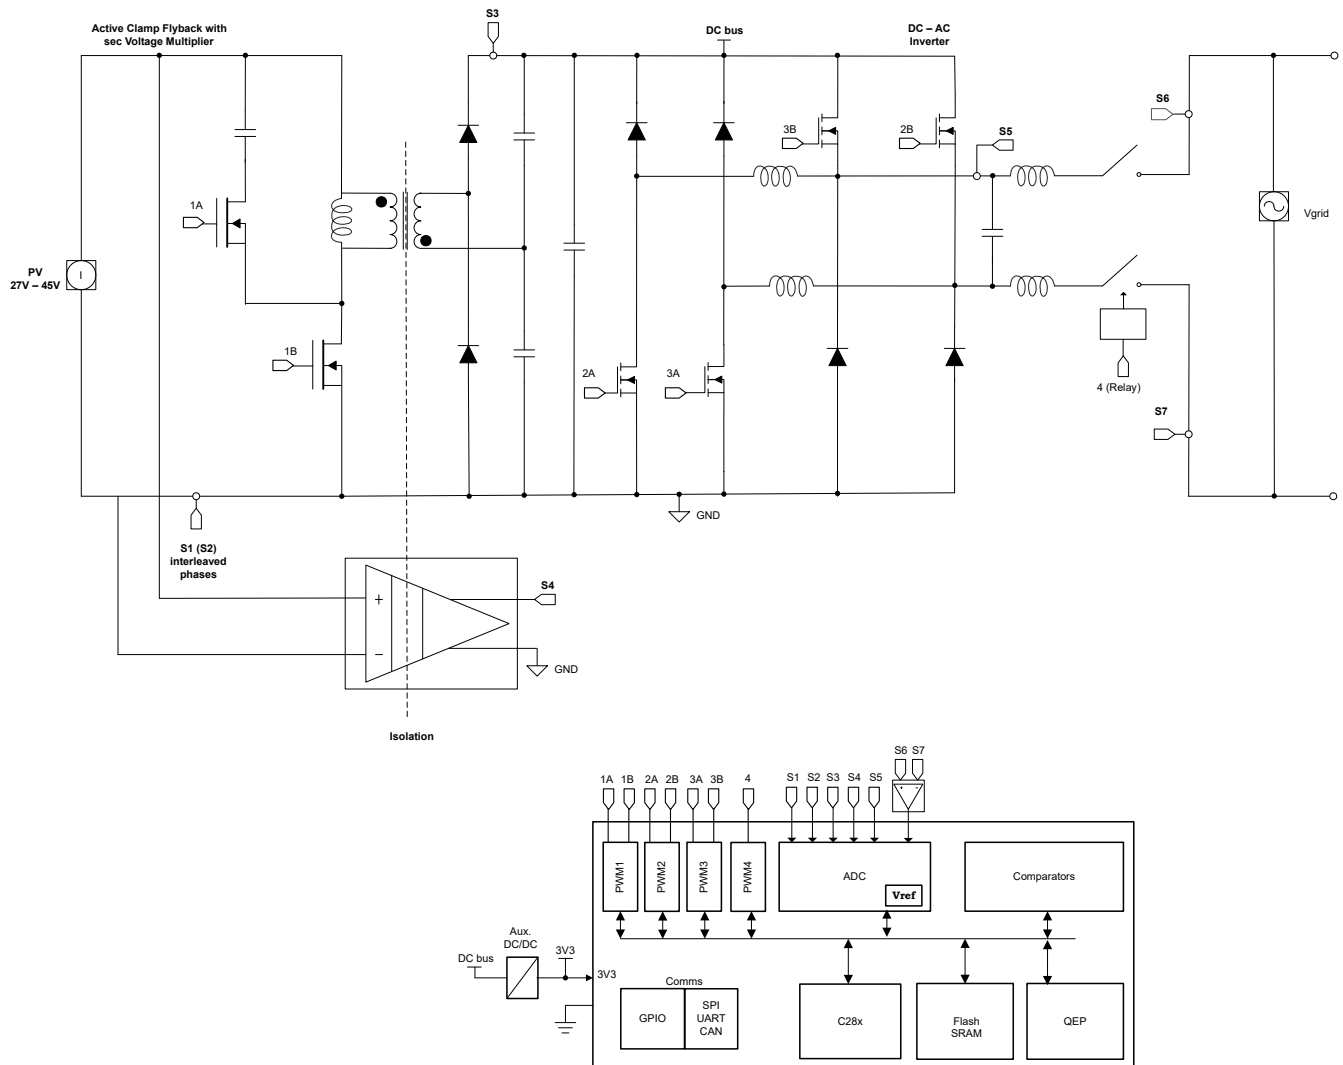 Active Clamp Flyback with
sec Voltage Multiplier
S3
DC bus
DC – AC
Inverter
S6
3B
2B
S5
1A
Vgrid
PV
27V – 45V
I
1B
2A
3A
4 (Relay)
S7
GND
S1 (S2)
interleaved
phases
S4
+
−
GND
Isolation
S6 S7
1A 1B 2A 2B 3A 3B 4 S1 S2 S3 S4 S5
+ -
PWM1
PWM2
PWM3
PWM4
ADC
Vref
Comparators
Aux.
DC/DC
DC bus
3V3
3V3
Comms
GPIO
SPI
UART
CAN
C28x
Flash
SRAM
QEP